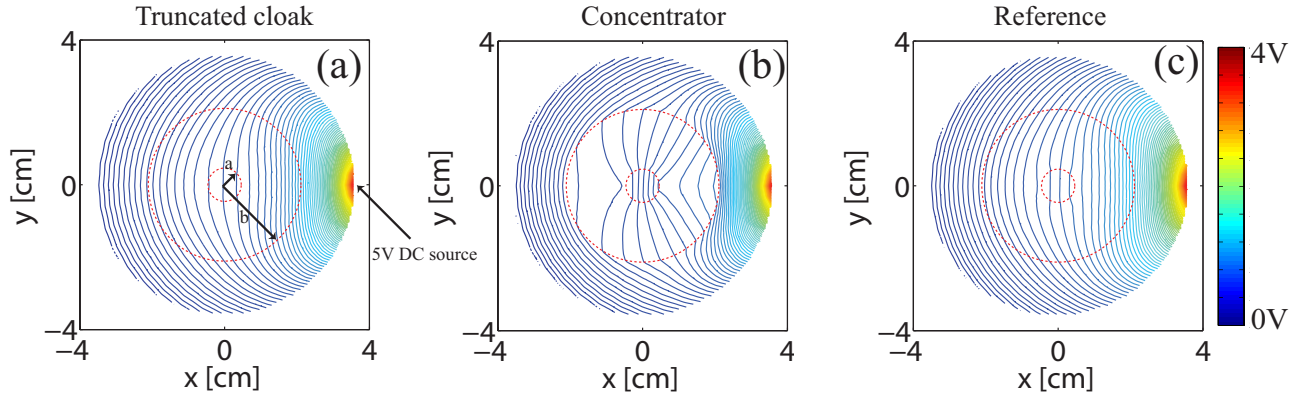 Truncated cloak
Concentrator
Reference
4
0
−4
y [cm]
−4
0
4
x [cm]
(a)
a
b
5V DC source
4
0
−4
y [cm]
−4
0
4
x [cm]
(b)
4
0
−4
y [cm]
−4
0
4
x [cm]
(c)
4V
0V